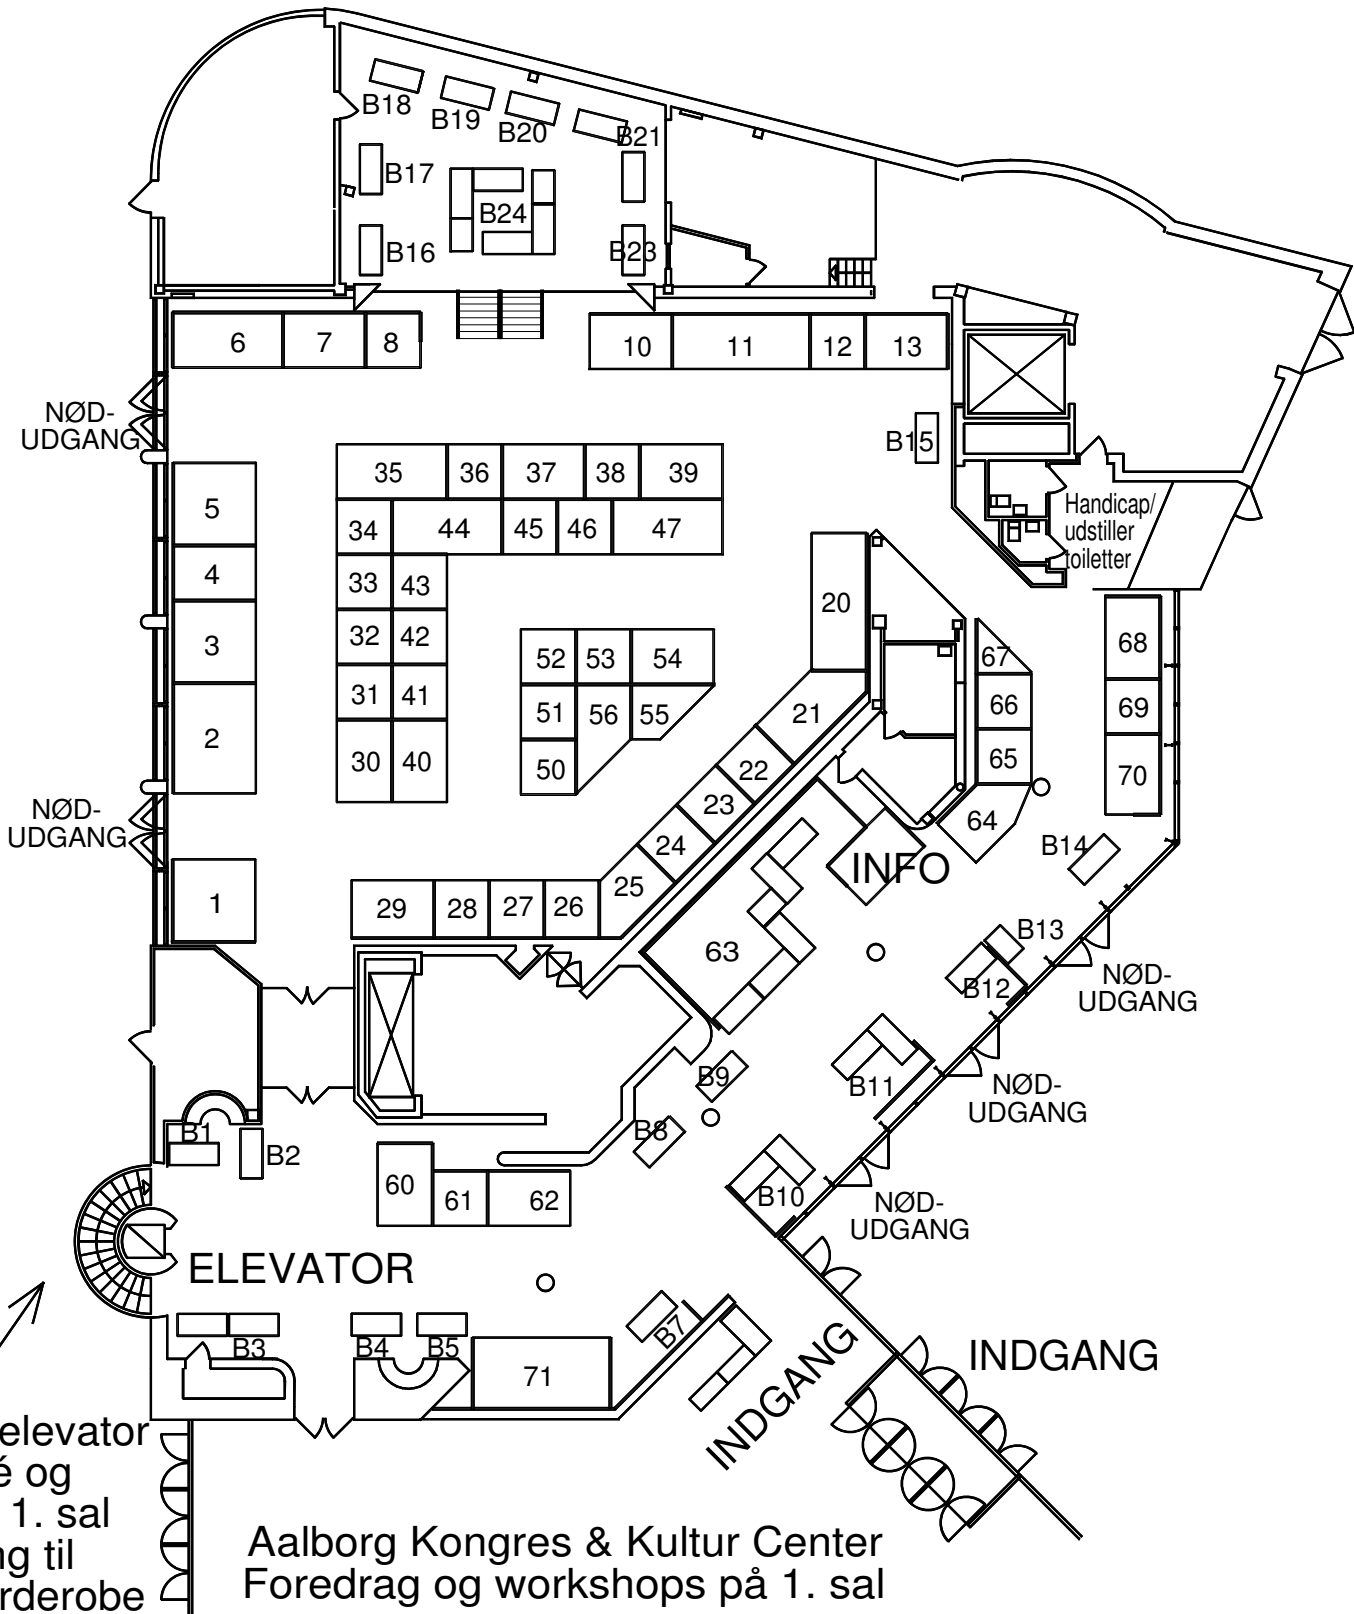 B18
B19
B20
B21
B17
B24
B16
B23
6 7 8
10 11 12 13
NØD-
UDGANG
B15
35 36 37 38 39
5
34 44 45 46 47
Handicap/
udstiller
toiletter
4
33 43
20
3
32 42
52 53 54
67
68
31 41
51 56 55
21
66
69
2
30 40
50
22
65
70
NØD-
UDGANG
23
64
24
B14
INFO
1
29 28 27 26 25
63
B13
B12
NØD-
UDGANG
B9
B11
NØD-
UDGANG
B1
B2
B8
60 61 62
B10
NØD-
UDGANG
ELEVATOR
B3
B4
B5
B7
71
INDGANG
INDGANG
elevator
é og
1. sal
ng til
rderobe
Aalborg Kongres & Kultur Center
Foredrag og workshops på 1. sal